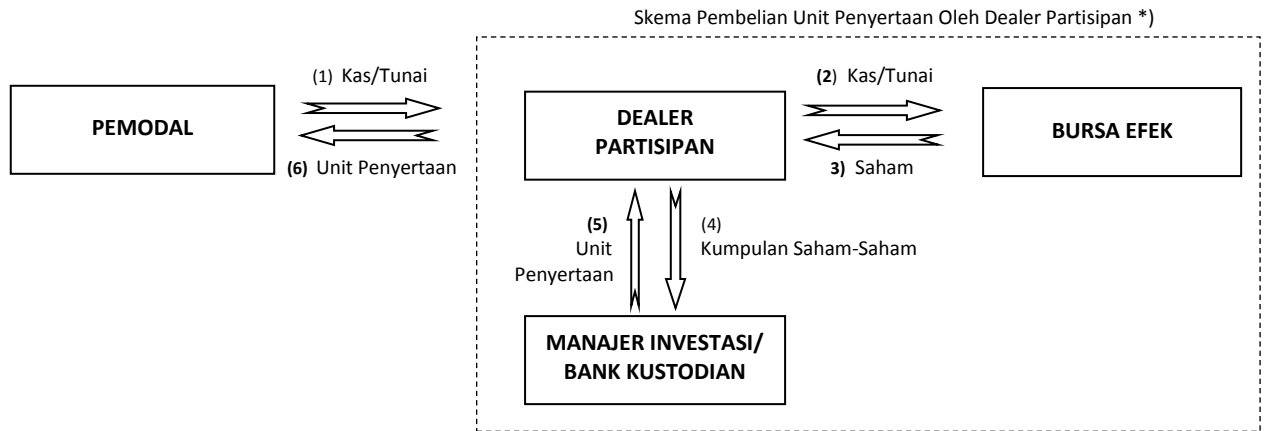 Skema Pembelian Unit Penyertaan Oleh Dealer Partisipan *)
(1) Kas/Tunai
(2) Kas/Tunai
PEMODAL
DEALER
PARTISIPAN
BURSA EFEK
(6) Unit Penyertaan
3) Saham
(5)
Unit
Penyertaan
(4)
Kumpulan Saham-Saham
MANAJER INVESTASI/
BANK KUSTODIAN